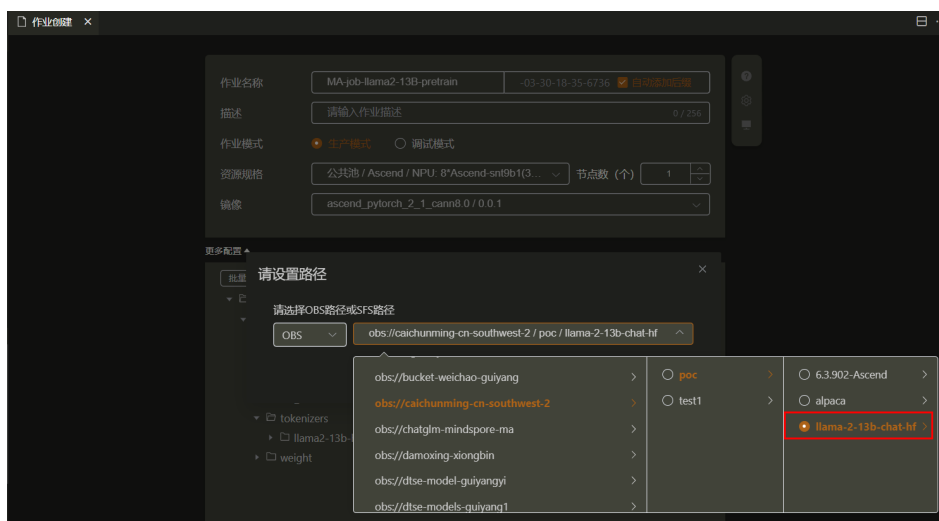 作业创建
作业名称 MA-job-llama2-13B-pretrain -03-30-18-35-6736 自动添加后缀
描述 请输入作业描述 0 / 256
作业模式 生产模式 调试模式
资源规格 公共池 / Ascend / NPU: 8*Ascend-snt9b1(3... 节点数 (个) 1
镜像 ascend_pytorch_2_1_cann8.0 / 0.0.1
更多配置
批量
请设置路径
请选择OBS路径或SFS路径
OBS obs://caichunming-cn-southwest-2 / poc / llama-2-13b-chat-hf
obs://bucket-weichao-guiyang poc 6.3.902-Ascend
obs://caichunming-cn-southwest-2 test1 alpaca
obs://chatglm-mindspore-ma llama-2-13b-chat-hf
tokenizers
obs://damoxing-xiongbin
llama2-13b-
obs://dtse-model-guiyangyi
weight
obs://dtse-models-guiyang1